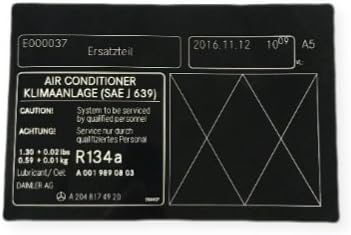 E000037
Ersatzteil
2016.11.12 10⁰⁹ A5
AIR CONDITIONER
KLIMAANLAGE (SAE J 639)
CAUTION! System to be serviced
by qualified personnel
ACHTUNG! Service nur durch
qualifiziertes Personal
1.30 + 0.02 lbs
0.59 + 0.01 kg R134a
Lubricant / Oel: A 001 989 08 03
DAIMLER AG
A 204 817 49 20